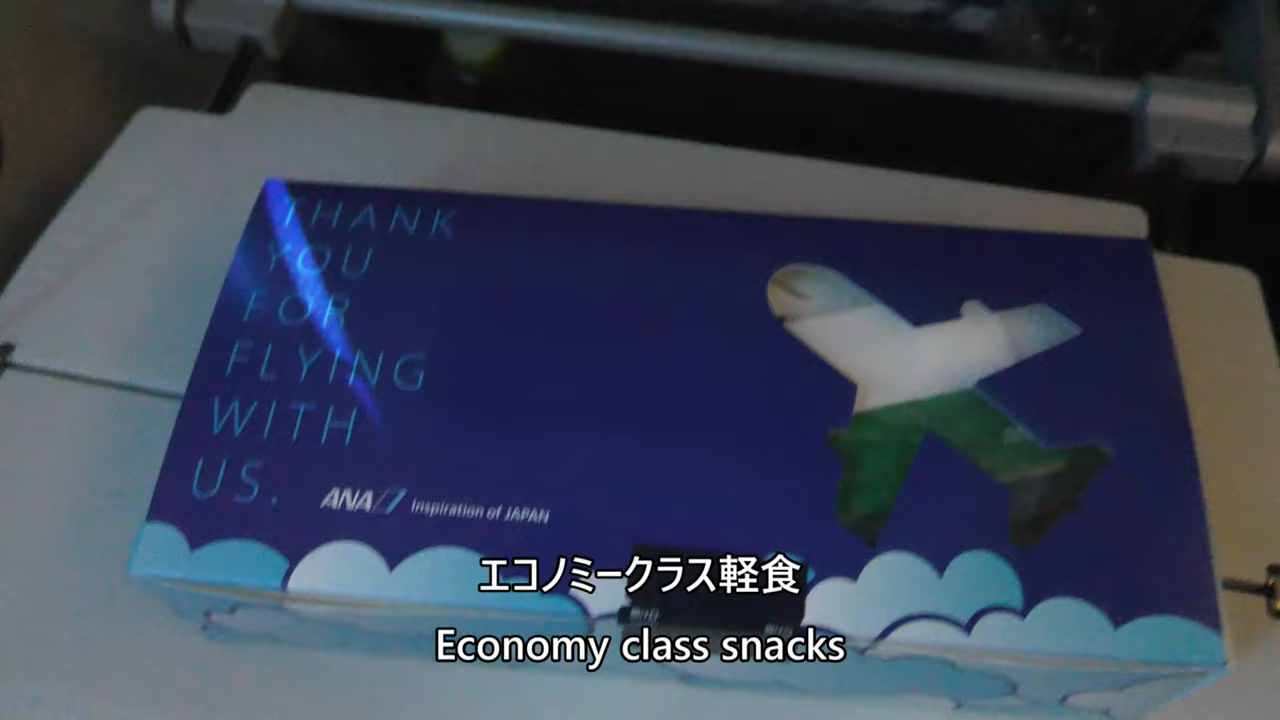 THANK
YOU
FOR
FLYING
WITH
US.
ANA Inspiration of JAPAN
エコノミークラス軽食
Economy class snacks